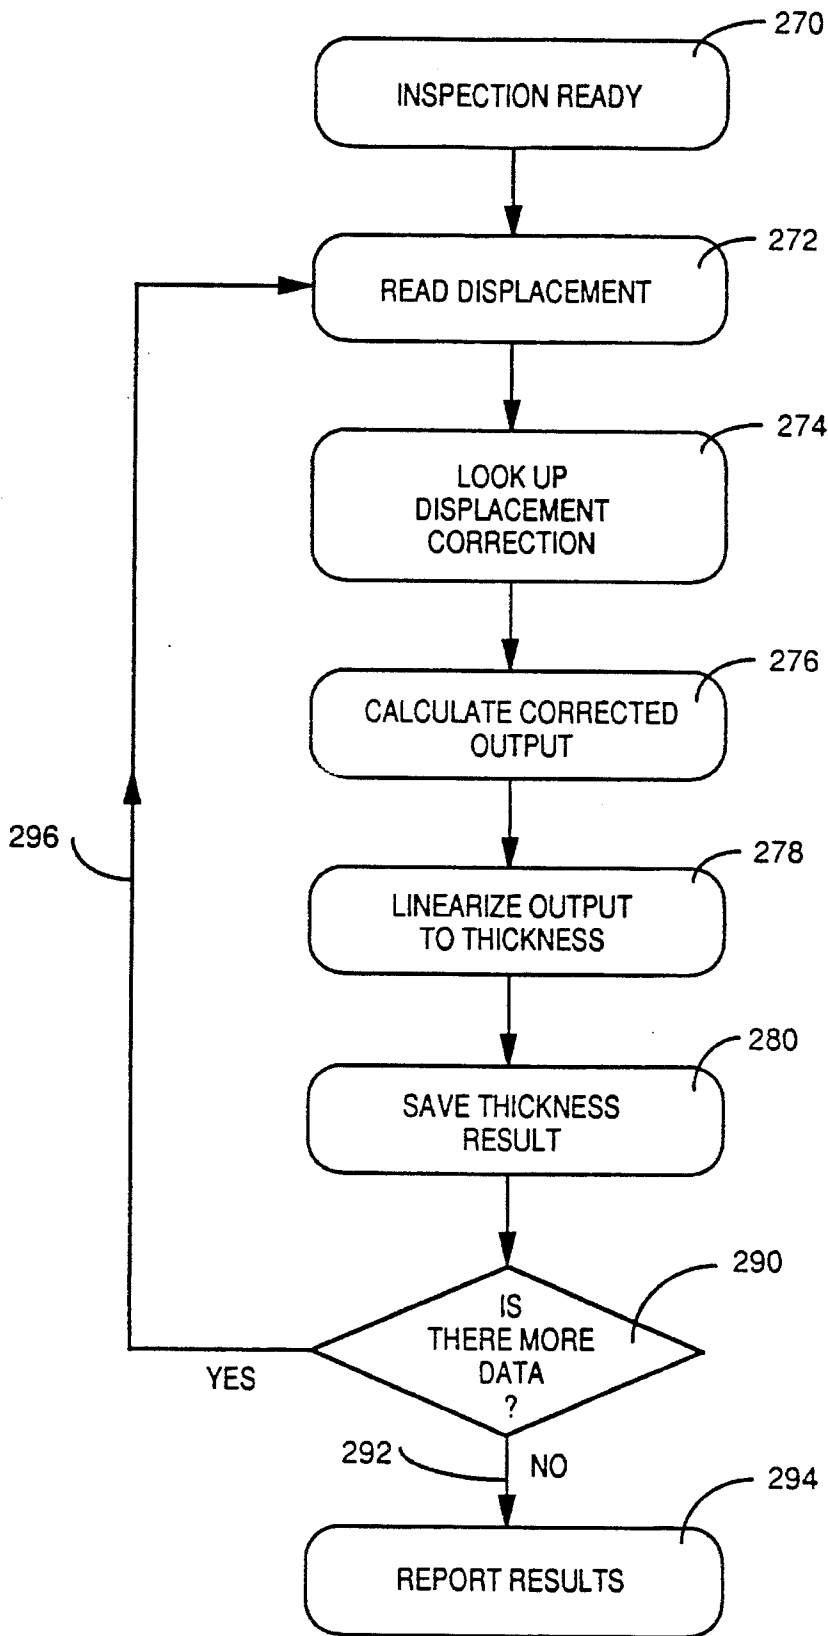 270
INSPECTION READY
272
READ DISPLACEMENT
274
LOOK UP
DISPLACEMENT
CORRECTION
276
CALCULATE CORRECTED
OUTPUT
278
LINEARIZE OUTPUT
TO THICKNESS
296
280
SAVE THICKNESS
RESULT
290
IS
THERE MORE
DATA
?
YES
292
NO
294
REPORT RESULTS